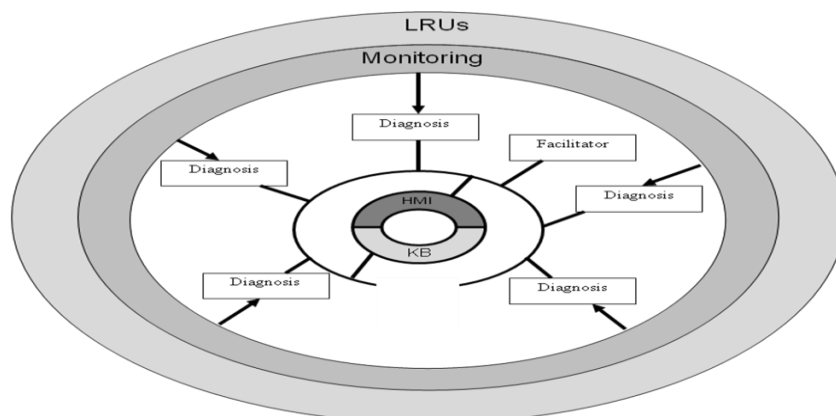 LRUs
Monitoring
Diagnosis
Facilitator
Diagnosis
Diagnosis
HMI
KB
Diagnosis
Diagnosis